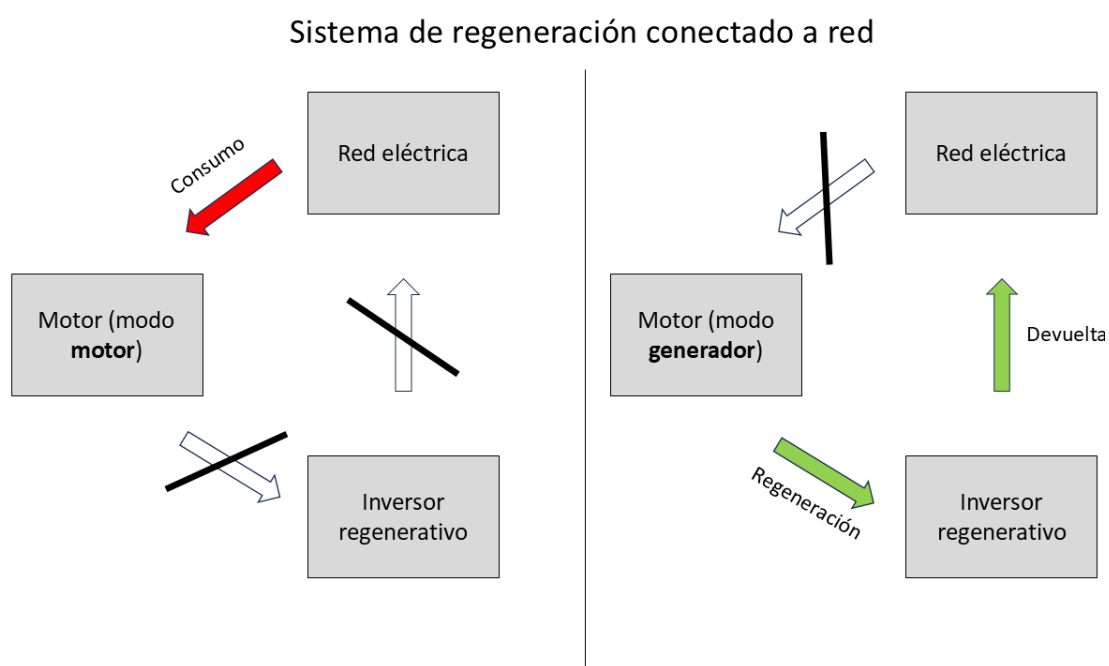 Sistema de regeneración conectado a red
Red eléctrica
Consumo
Motor (modo
motor)
Inversor
regenerativo
Red eléctrica
Motor (modo
generador)
Devuelta
Regeneración
Inversor
regenerativo